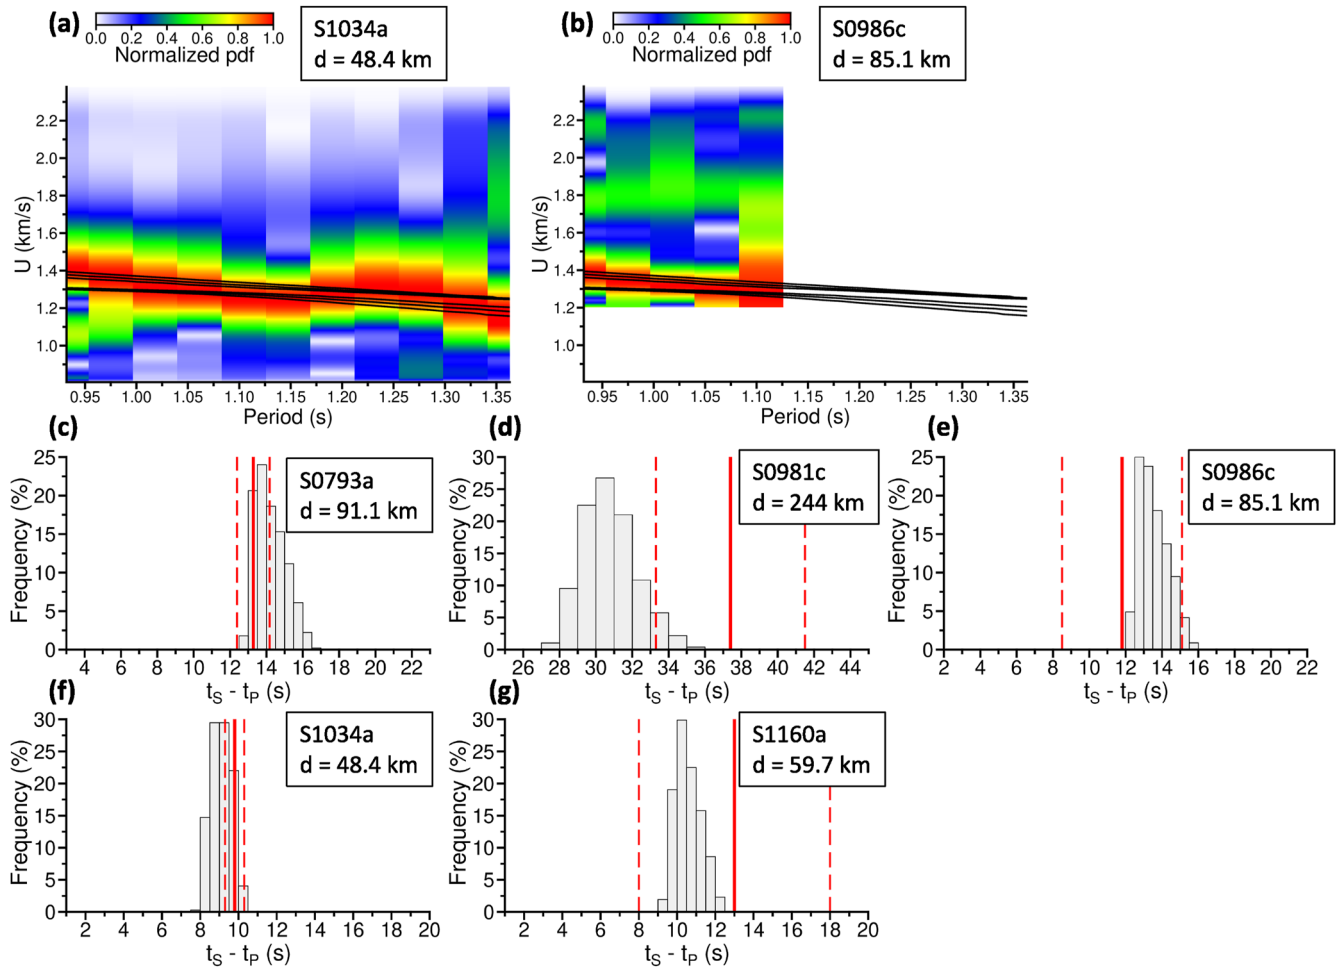 (a)
0.0 0.2 0.4 0.6 0.8 1.0
Normalized pdf
S1034a
d = 48.4 km
U (km/s)
2.2
2.0
1.8
1.6
1.4
1.2
1.0
0.95 1.00 1.05 1.10 1.15 1.20 1.25 1.30 1.35
Period (s)
(b)
0.0 0.2 0.4 0.6 0.8 1.0
Normalized pdf
S0986c
d = 85.1 km
U (km/s)
2.2
2.0
1.8
1.6
1.4
1.2
1.0
0.95 1.00 1.05 1.10 1.15 1.20 1.25 1.30 1.35
Period (s)
(c)
Frequency (%)
25
20
15
10
5
0
S0793a
d = 91.1 km
4 6 8 10 12 14 16 18 20 22
tS - tP (s)
(d)
Frequency (%)
30
25
20
15
10
5
0
S0981c
d = 244 km
26 28 30 32 34 36 38 40 42 44
tS - tP (s)
(e)
Frequency (%)
25
20
15
10
5
0
S0986c
d = 85.1 km
2 4 6 8 10 12 14 16 18 20 22
tS - tP (s)
(f)
Frequency (%)
30
25
20
15
10
5
0
S1034a
d = 48.4 km
2 4 6 8 10 12 14 16 18 20
tS - tP (s)
(g)
Frequency (%)
30
25
20
15
10
5
0
S1160a
d = 59.7 km
2 4 6 8 10 12 14 16 18 20
tS - tP (s)